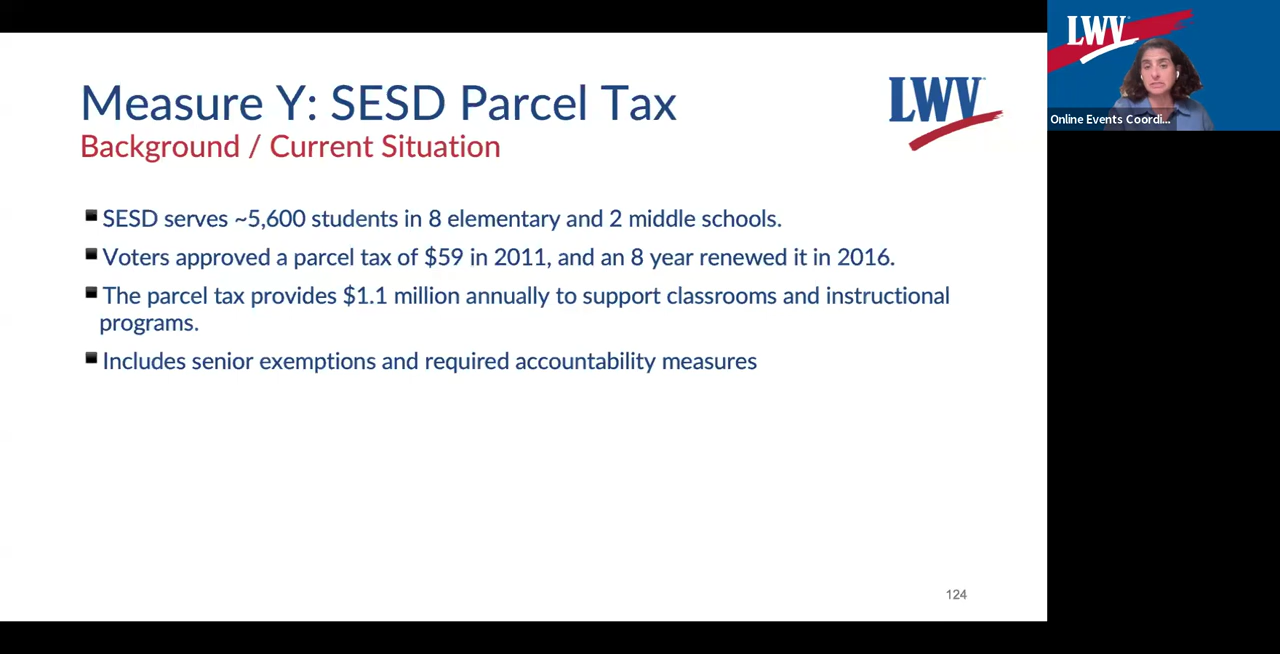 Measure Y: SESD Parcel Tax
Background / Current Situation
LWV
SESD serves ~5,600 students in 8 elementary and 2 middle schools.
Voters approved a parcel tax of $59 in 2011, and an 8 year renewed it in 2016.
The parcel tax provides $1.1 million annually to support classrooms and instructional
programs.
Includes senior exemptions and required accountability measures
124
LWV
Online Events Coordi...